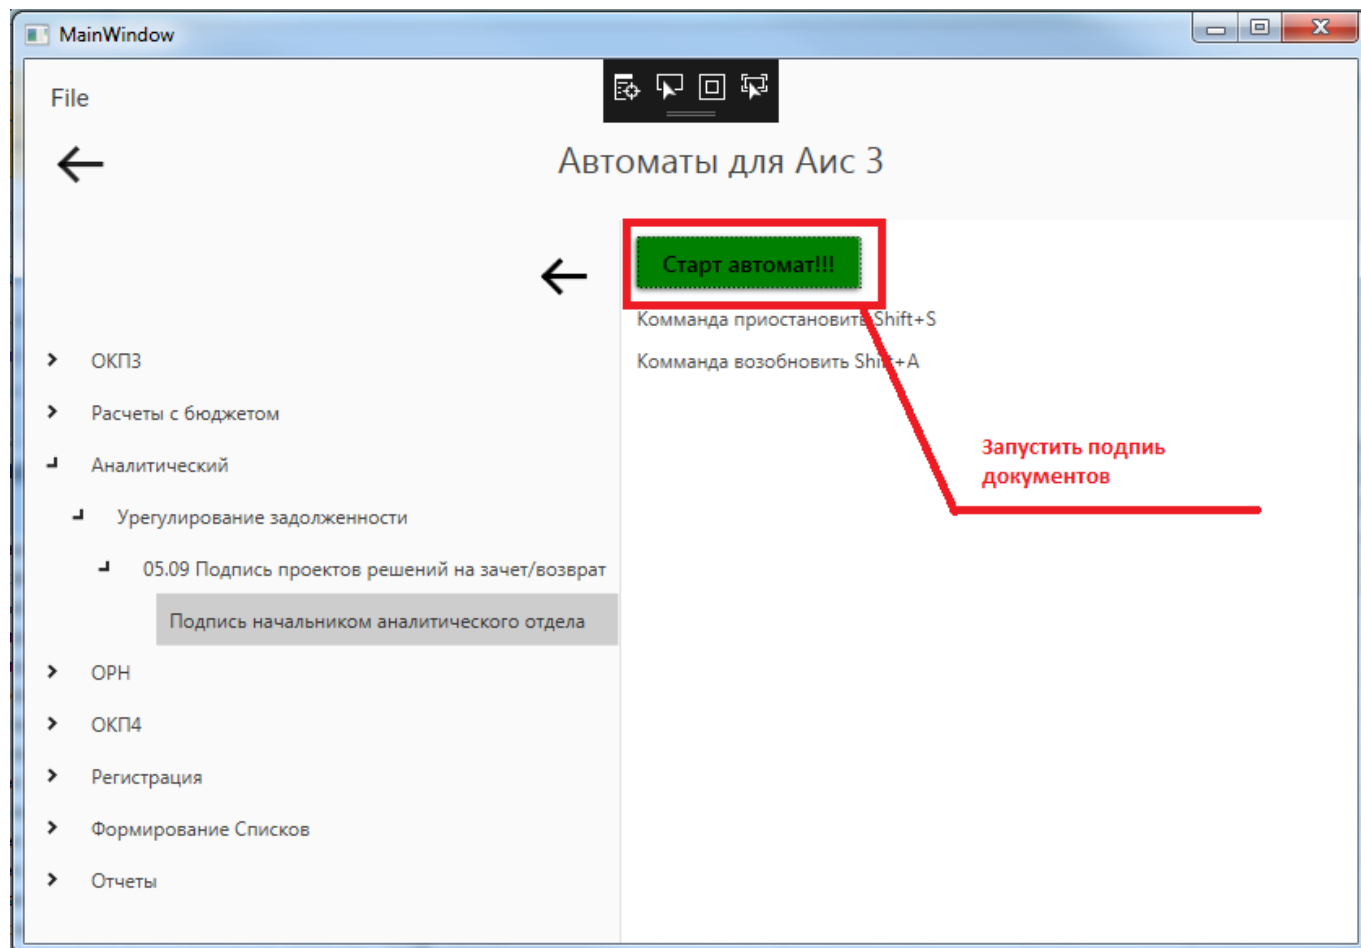 MainWindow
File
Автоматы для Аис 3
Старт автомат!!!
Комманда приостановить Shift+S
Комманда возобновить Shift+A
Запустить подпиь
документов
ОКП3
Расчеты с бюджетом
Аналитический
Урегулирование задолженности
05.09 Подпись проектов решений на зачет/возврат
Подпись начальником аналитического отдела
ОРН
ОКП4
Регистрация
Формирование Списков
Отчеты